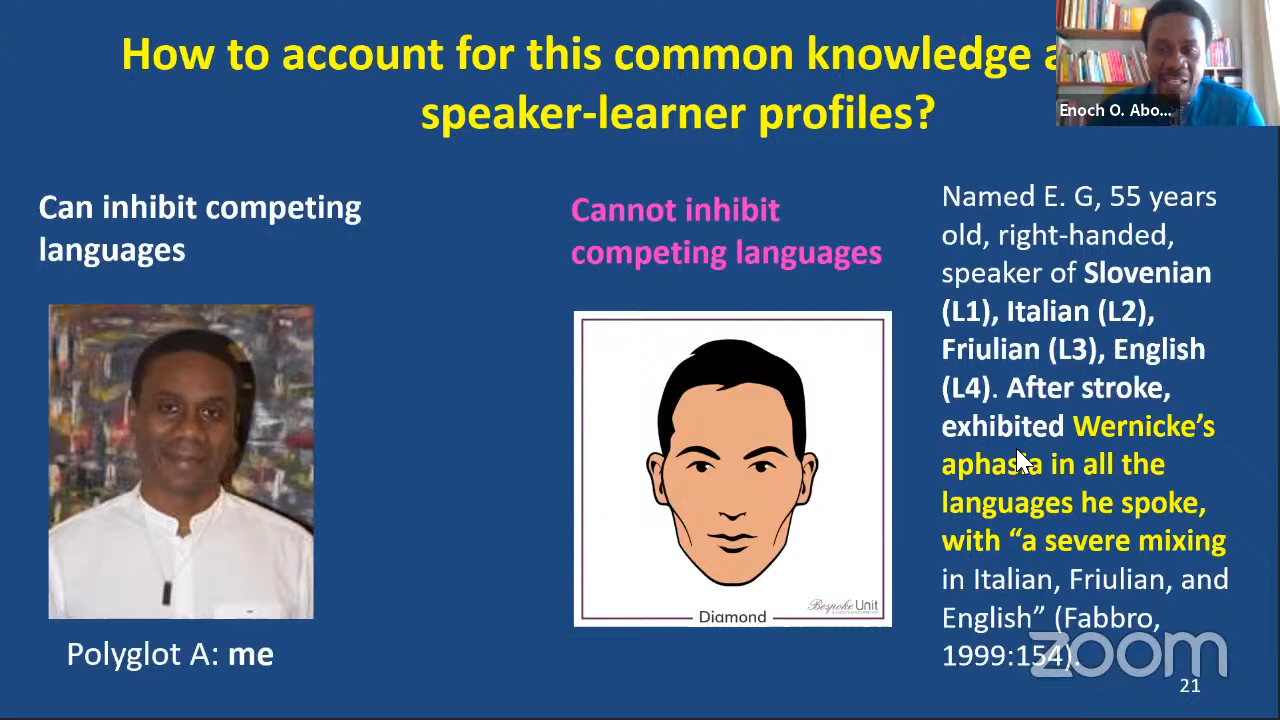 How to account for this common knowledge a
speaker-learner profiles?
Enoch O. Abo...
Can inhibit competing
languages
Polyglot A: me
Cannot inhibit
competing languages
Bespoke Unit
Diamond
Named E. G, 55 years
old, right-handed,
speaker of Slovenian
(L1), Italian (L2),
Friulian (L3), English
(L4). After stroke,
exhibited Wernicke’s
aphasia in all the
languages he spoke,
with “a severe mixing
in Italian, Friulian, and
English” (Fabbro,
1999:154).
zoom
21